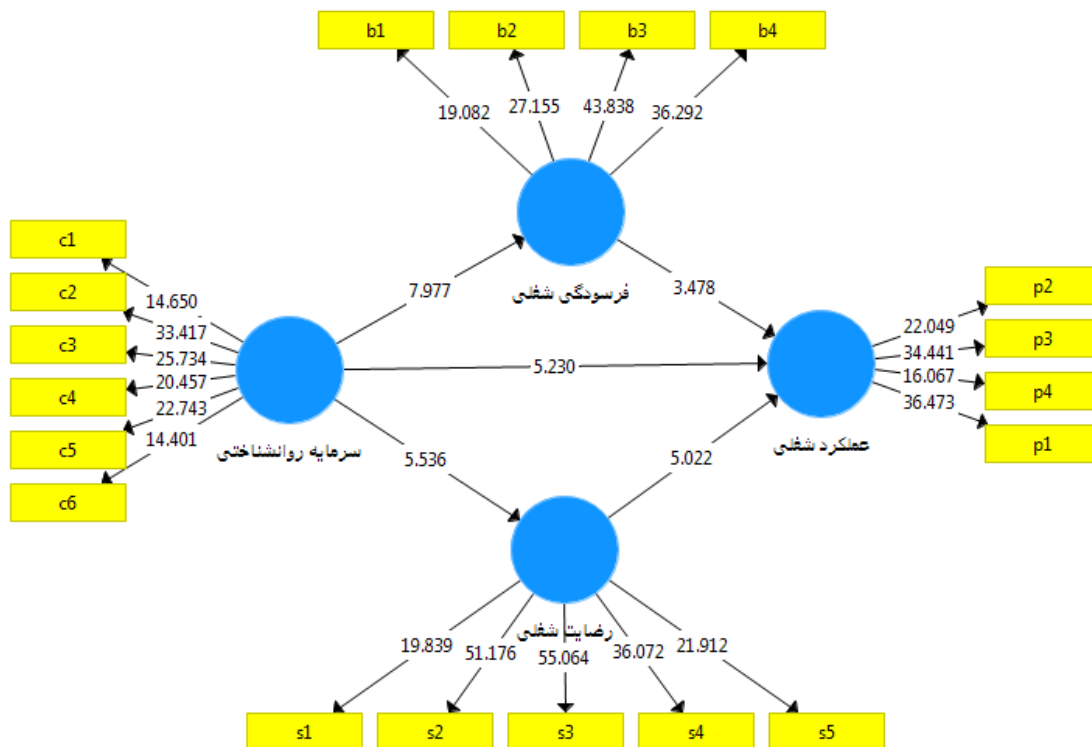 b1
b2
b3
b4
19.082
27.155
43.838
36.292
فرسودگی شغلی
c1
c2
c3
c4
c5
c6
14.650
33.417
25.734
20.457
22.743
14.401
سرمایه روانشناختی
7.977
3.478
5.230
5.536
5.022
عملکرد شغلی
22.049
34.441
16.067
36.473
p2
p3
p4
p1
رضایت شغلی
19.839
51.176
55.064
36.072
21.912
s1
s2
s3
s4
s5